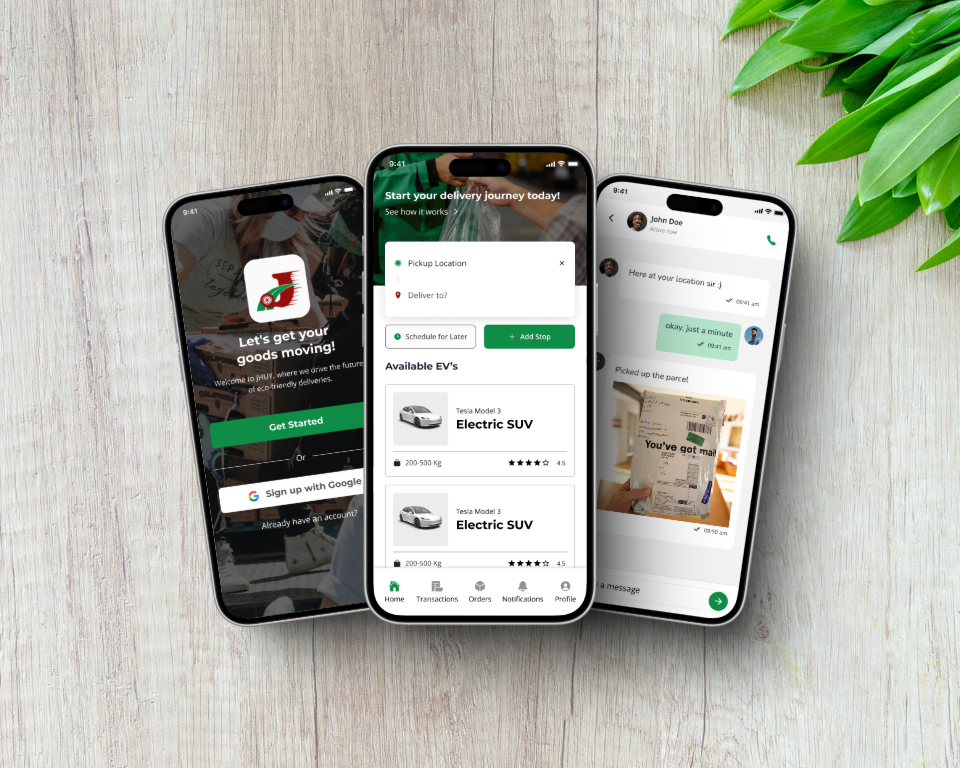 9:41
Let's get your
goods moving!
Welcome to JHUY, where we drive the future
of eco-friendly deliveries.
Get Started
Or
Sign up with Google
Already have an account?
9:41
Start your delivery journey today!
See how it works
Pickup Location
Deliver to?
Schedule for Later
+ Add Stop
Available EV's
Tesla Model 3
Electric SUV
200-500 Kg
4.5
Tesla Model 3
Electric SUV
200-500 Kg
4.5
Home
Transactions
Orders
Notifications
Profile
9:41
John Doe
Active now
Here at your location sir :)
09:41 am
okay, just a minute
09:41 am
Picked up the parcel
You've got mai
09:50 am
a message